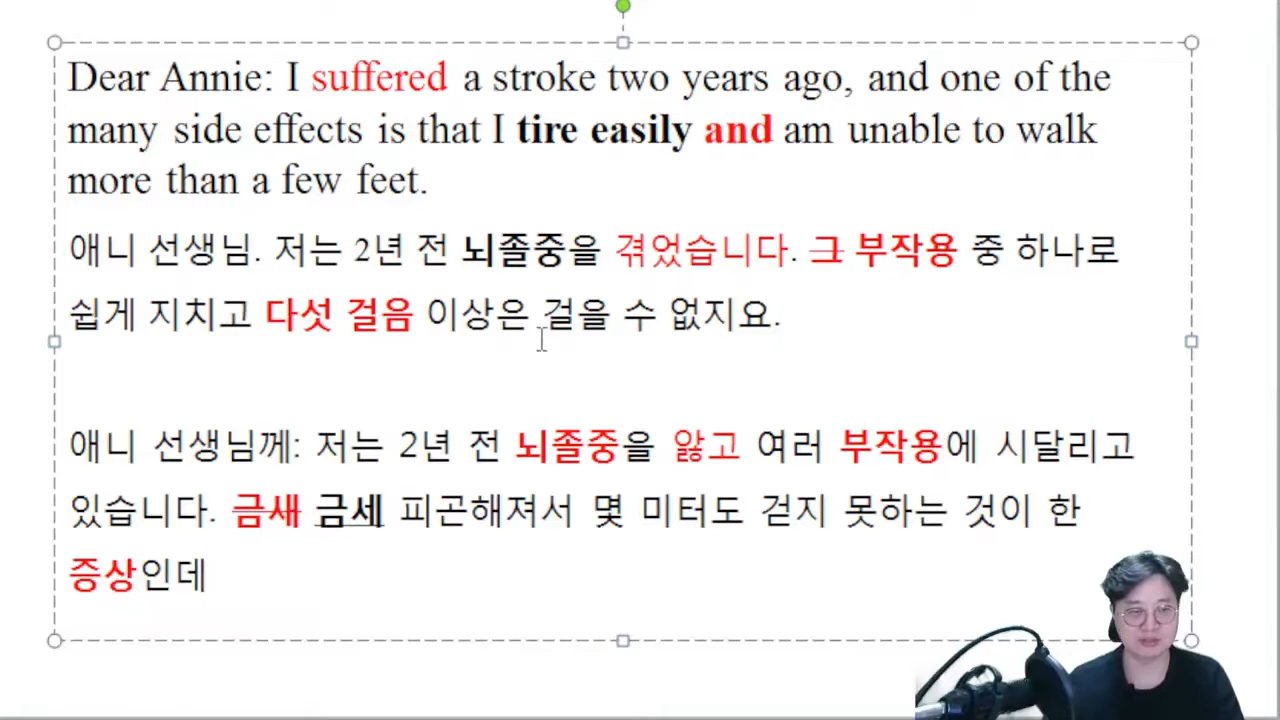 Dear Annie: I suffered a stroke two years ago, and one of the
many side effects is that I tire easily and am unable to walk
more than a few feet.
애니 선생님. 저는 2년 전 뇌졸중을 겪었습니다. 그 부작용 중 하나로
쉽게 지치고 다섯 걸음 이상은 걸을 수 없지요.
애니 선생님께: 저는 2년 전 뇌졸중을 앓고 여러 부작용에 시달리고
있습니다. 금새 금세 피곤해져서 몇 미터도 걷지 못하는 것이 한
증상인데